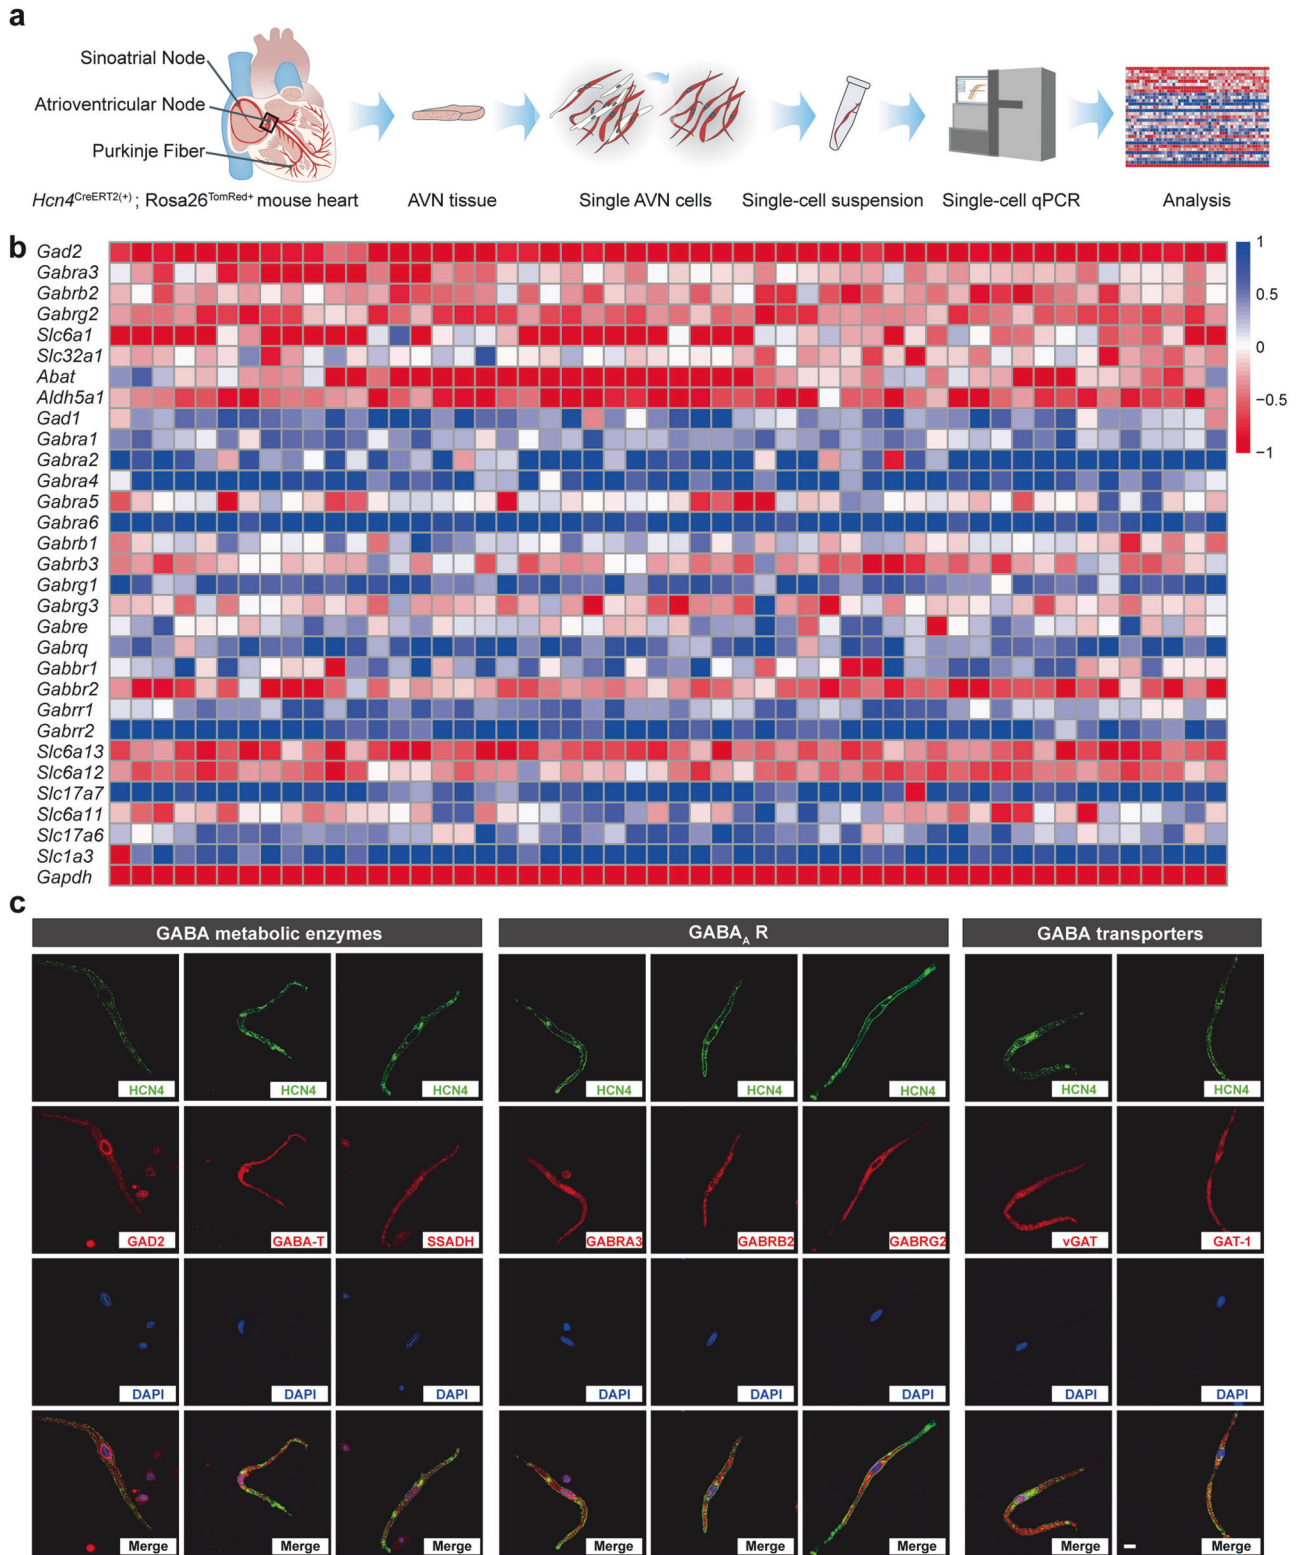 a
Sinoatrial Node
Atrioventricular Node
Purkinje Fiber
Hcn4CreERT2(+) ; Rosa26TomRed+ mouse heart
AVN tissue
Single AVN cells
Single-cell suspension
Single-cell qPCR
Analysis
b
Gad2
Gabra3
Gabrb2
Gabrg2
Slc6a1
Slc32a1
Abat
Aldh5a1
Gad1
Gabra1
Gabra2
Gabra4
Gabra5
Gabra6
Gabrb1
Gabrb3
Gabrg1
Gabrg3
Gabre
Gabrq
Gabbr1
Gabbr2
Gabrr1
Gabrr2
Slc6a13
Slc6a12
Slc17a7
Slc6a11
Slc17a6
Slc1a3
Gapdh
1
0.5
0
−0.5
−1
c
GABA metabolic enzymes
GABAA R
GABA transporters
HCN4 HCN4 HCN4 HCN4 HCN4 HCN4 HCN4 HCN4
GAD2 GABA-T SSADH GABRA3 GABRB2 GABRG2 vGAT GAT-1
DAPI DAPI DAPI DAPI DAPI DAPI DAPI DAPI
Merge Merge Merge Merge Merge Merge Merge Merge